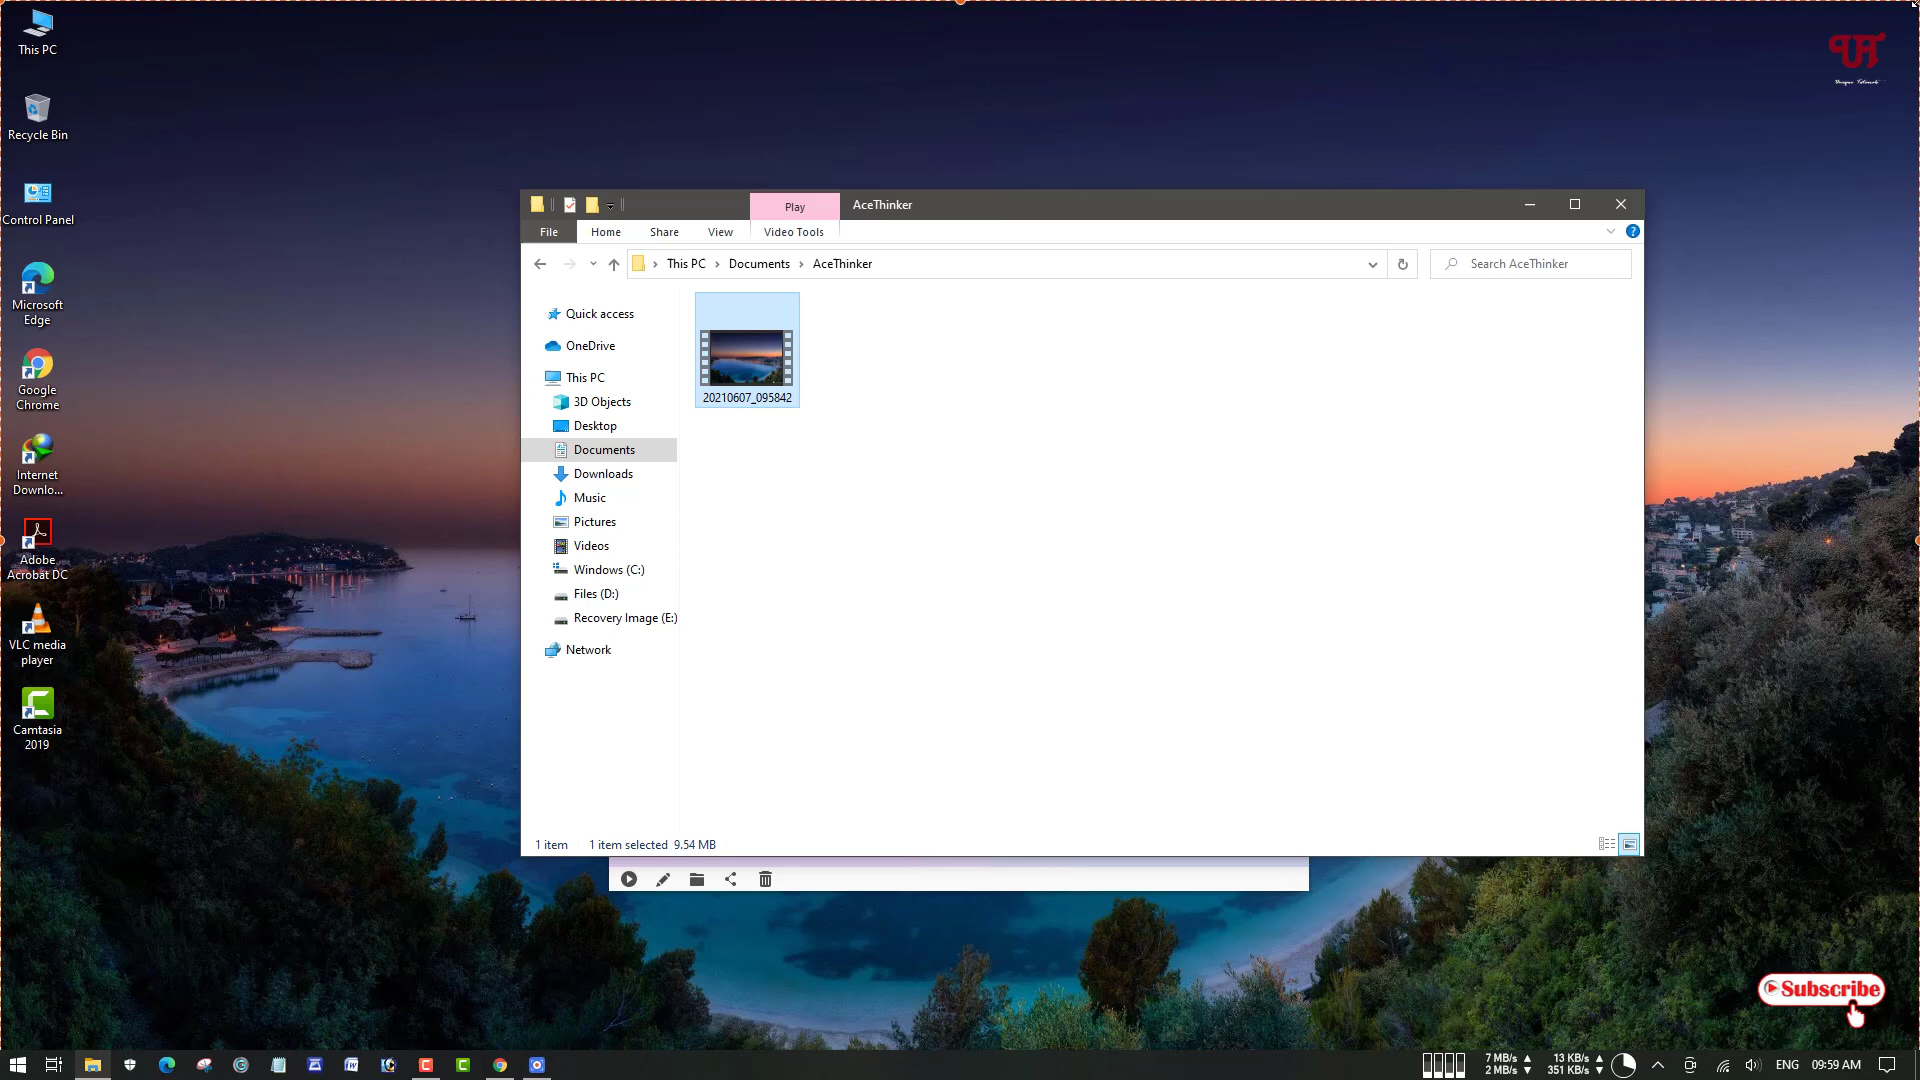 This PC
Recycle Bin
Control Panel
Microsoft
Edge
Google
Chrome
Internet
Downlo...
Adobe
Acrobat DC
VLC media
player
Camtasia
2019
UT
Unique Tutorials
Play
AceThinker
File
Home
Share
View
Video Tools
This PC > Documents > AceThinker
Search AceThinker
Quick access
OneDrive
This PC
3D Objects
Desktop
Documents
Downloads
Music
Pictures
Videos
Windows (C:)
Files (D:)
Recovery Image (E:)
Network
20210607_095842
1 item
1 item selected 9.54 MB
Subscribe
7 MB/s
2 MB/s
13 KB/s
351 KB/s
ENG
09:59 AM